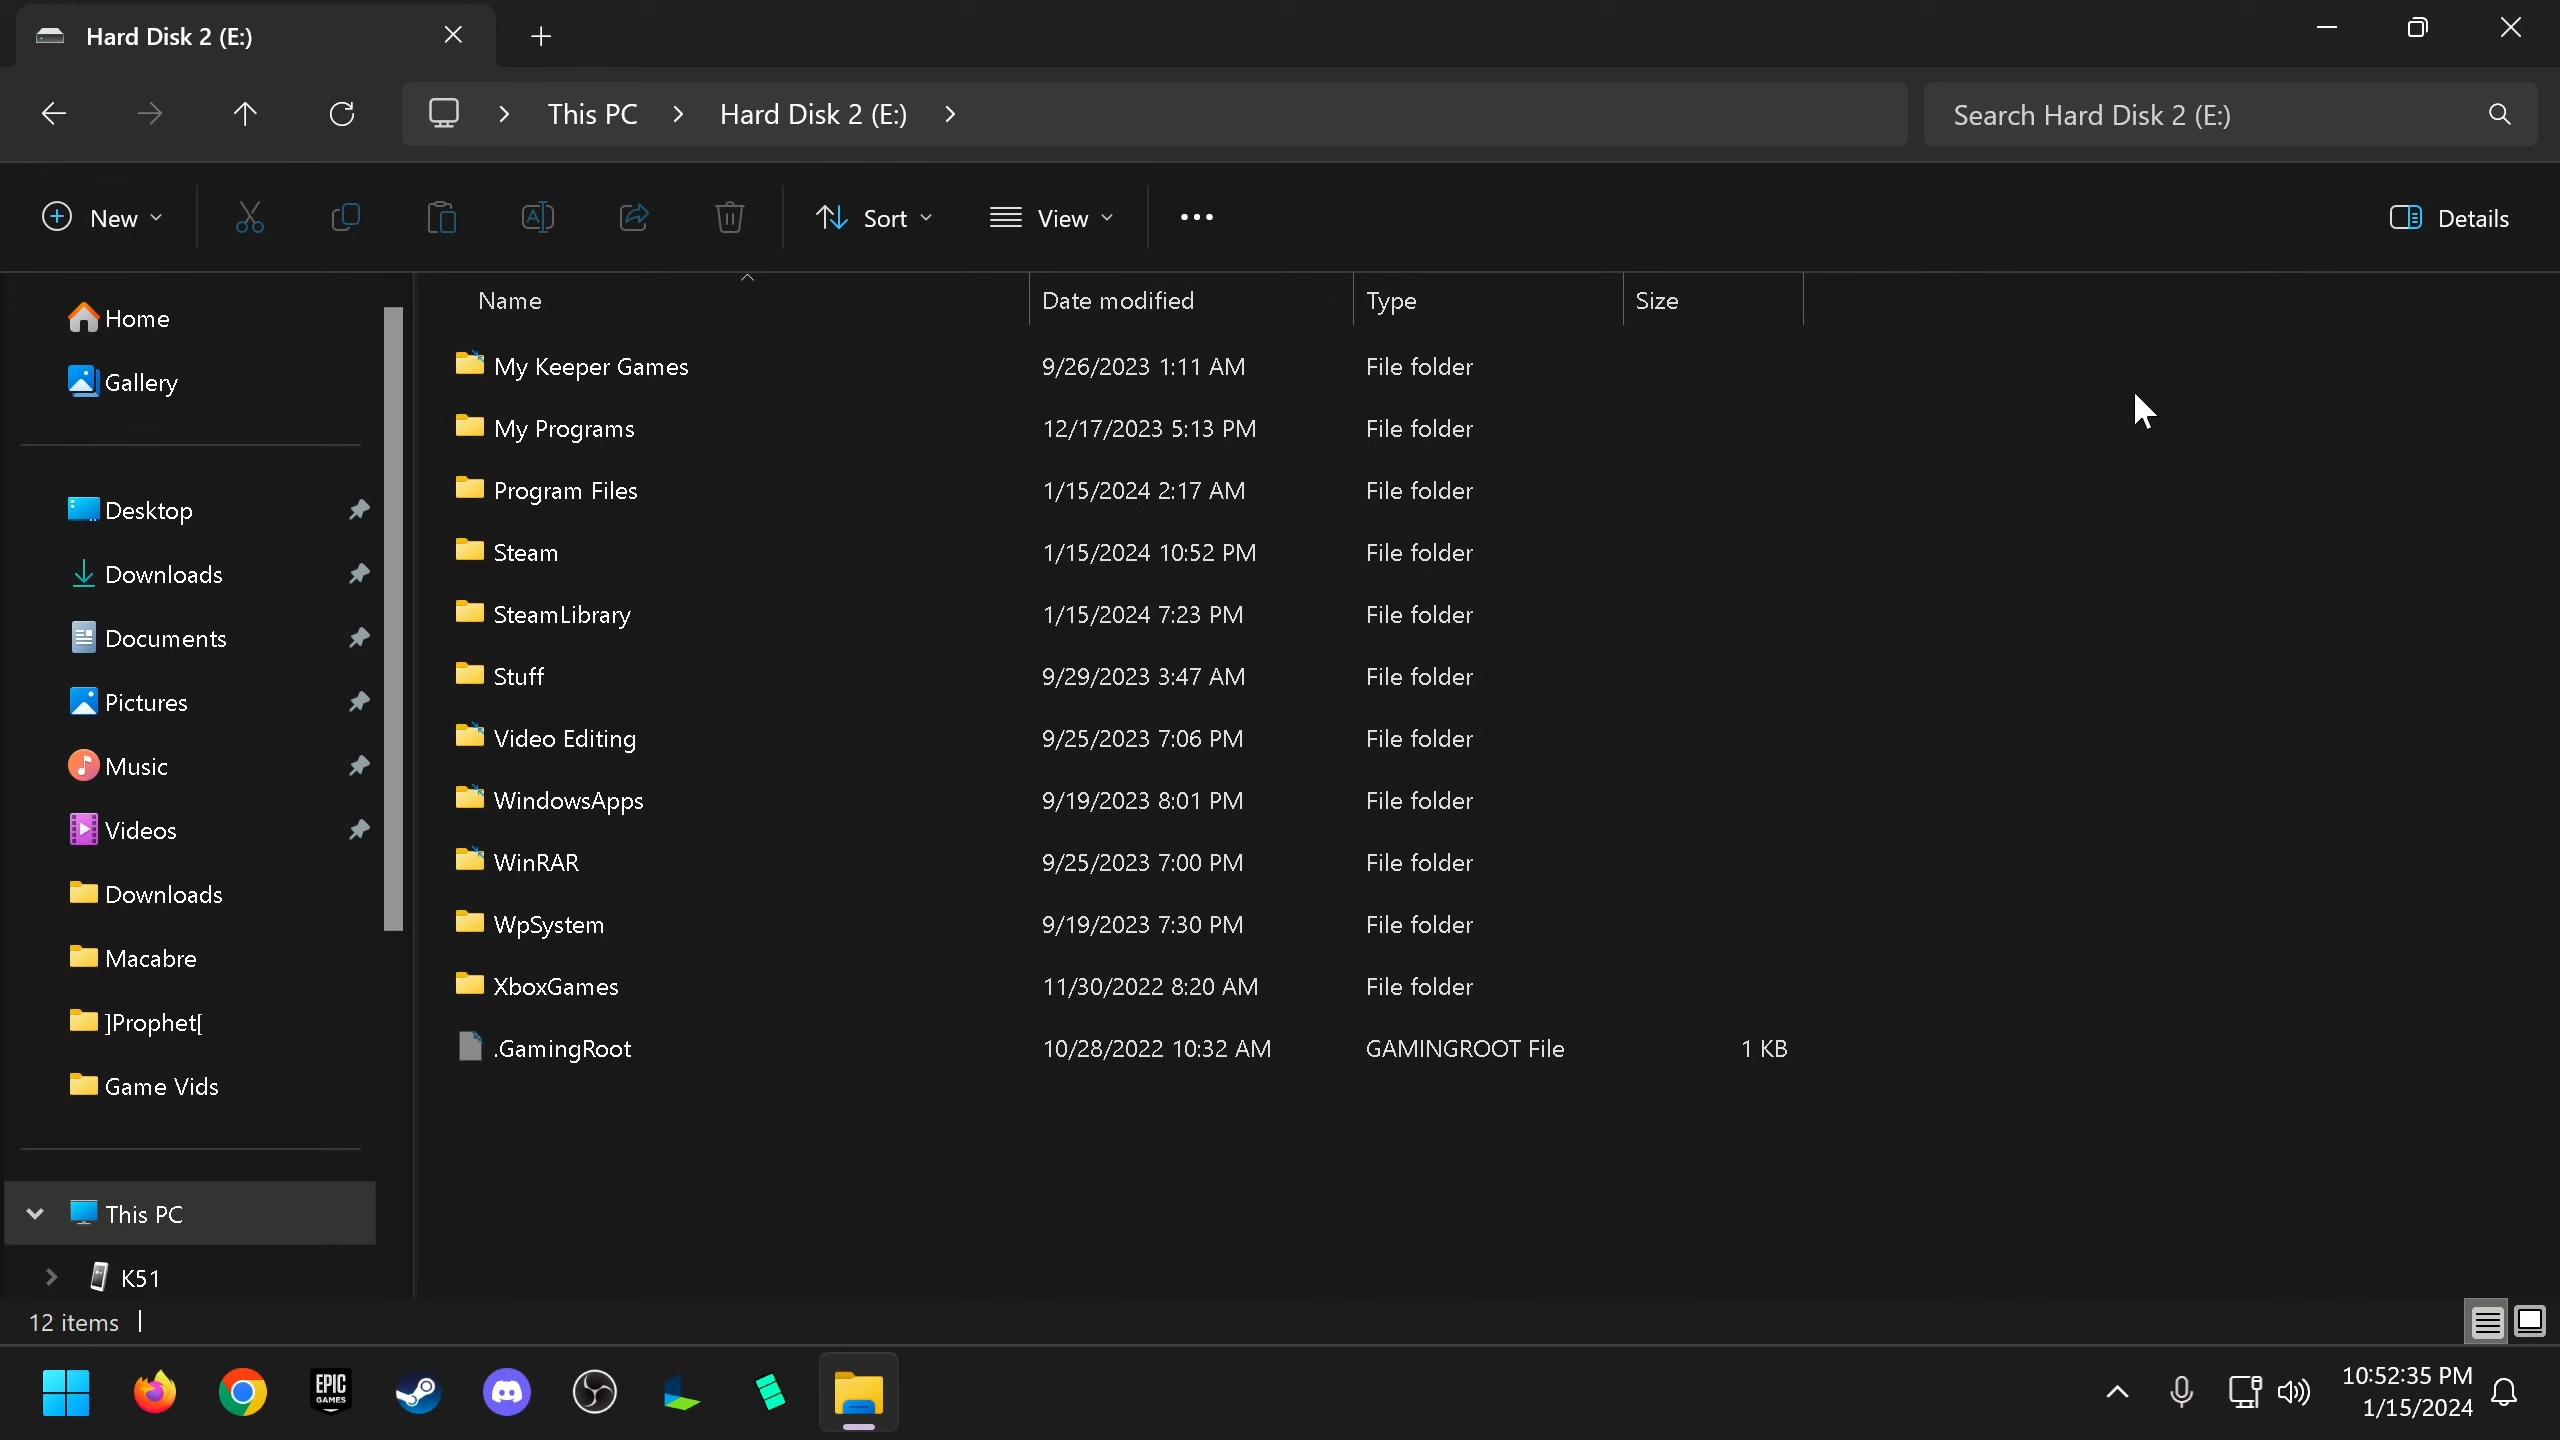 Hard Disk 2 (E:)
This PC
Hard Disk 2 (E:)
Search Hard Disk 2 (E:)
New
Sort
View
Details
Home
Gallery
Desktop
Downloads
Documents
Pictures
Music
Videos
Downloads
Macabre
]Prophet[
Game Vids
This PC
K51
Name Date modified Type Size
My Keeper Games 9/26/2023 1:11 AM File folder
My Programs 12/17/2023 5:13 PM File folder
Program Files 1/15/2024 2:17 AM File folder
Steam 1/15/2024 10:52 PM File folder
SteamLibrary 1/15/2024 7:23 PM File folder
Stuff 9/29/2023 3:47 AM File folder
Video Editing 9/25/2023 7:06 PM File folder
WindowsApps 9/19/2023 8:01 PM File folder
WinRAR 9/25/2023 7:00 PM File folder
WpSystem 9/19/2023 7:30 PM File folder
XboxGames 11/30/2022 8:20 AM File folder
.GamingRoot 10/28/2022 10:32 AM GAMINGROOT File 1 KB
12 items
EPIC
GAMES
10:52:35 PM
1/15/2024